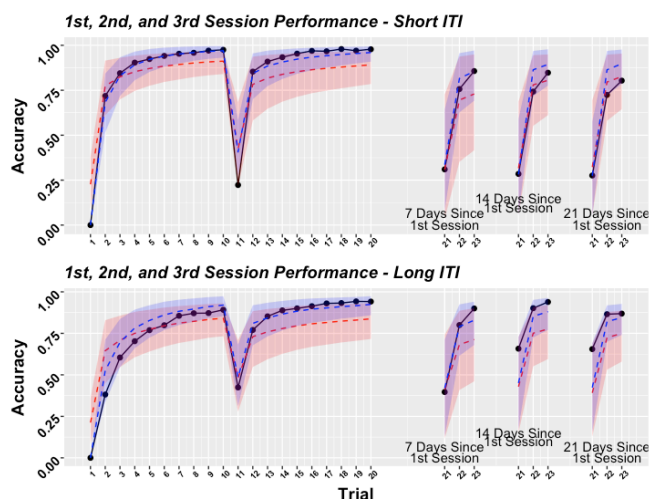 1st, 2nd, and 3rd Session Performance - Short ITI
Accuracy
1.00
0.75
0.50
0.25
0.00
7 Days Since
1st Session
14 Days Since
1st Session
21 Days Since
1st Session
1 2 3 4 5 6 7 8 9 10 11 12 13 14 15 16 17 18 19 20 21 22 23 21 22 23 21 22 23
1st, 2nd, and 3rd Session Performance - Long ITI
Accuracy
1.00
0.75
0.50
0.25
0.00
7 Days Since
1st Session
14 Days Since
1st Session
21 Days Since
1st Session
1 2 3 4 5 6 7 8 9 10 11 12 13 14 15 16 17 18 19 20 21 22 23 21 22 23 21 22 23
Trial